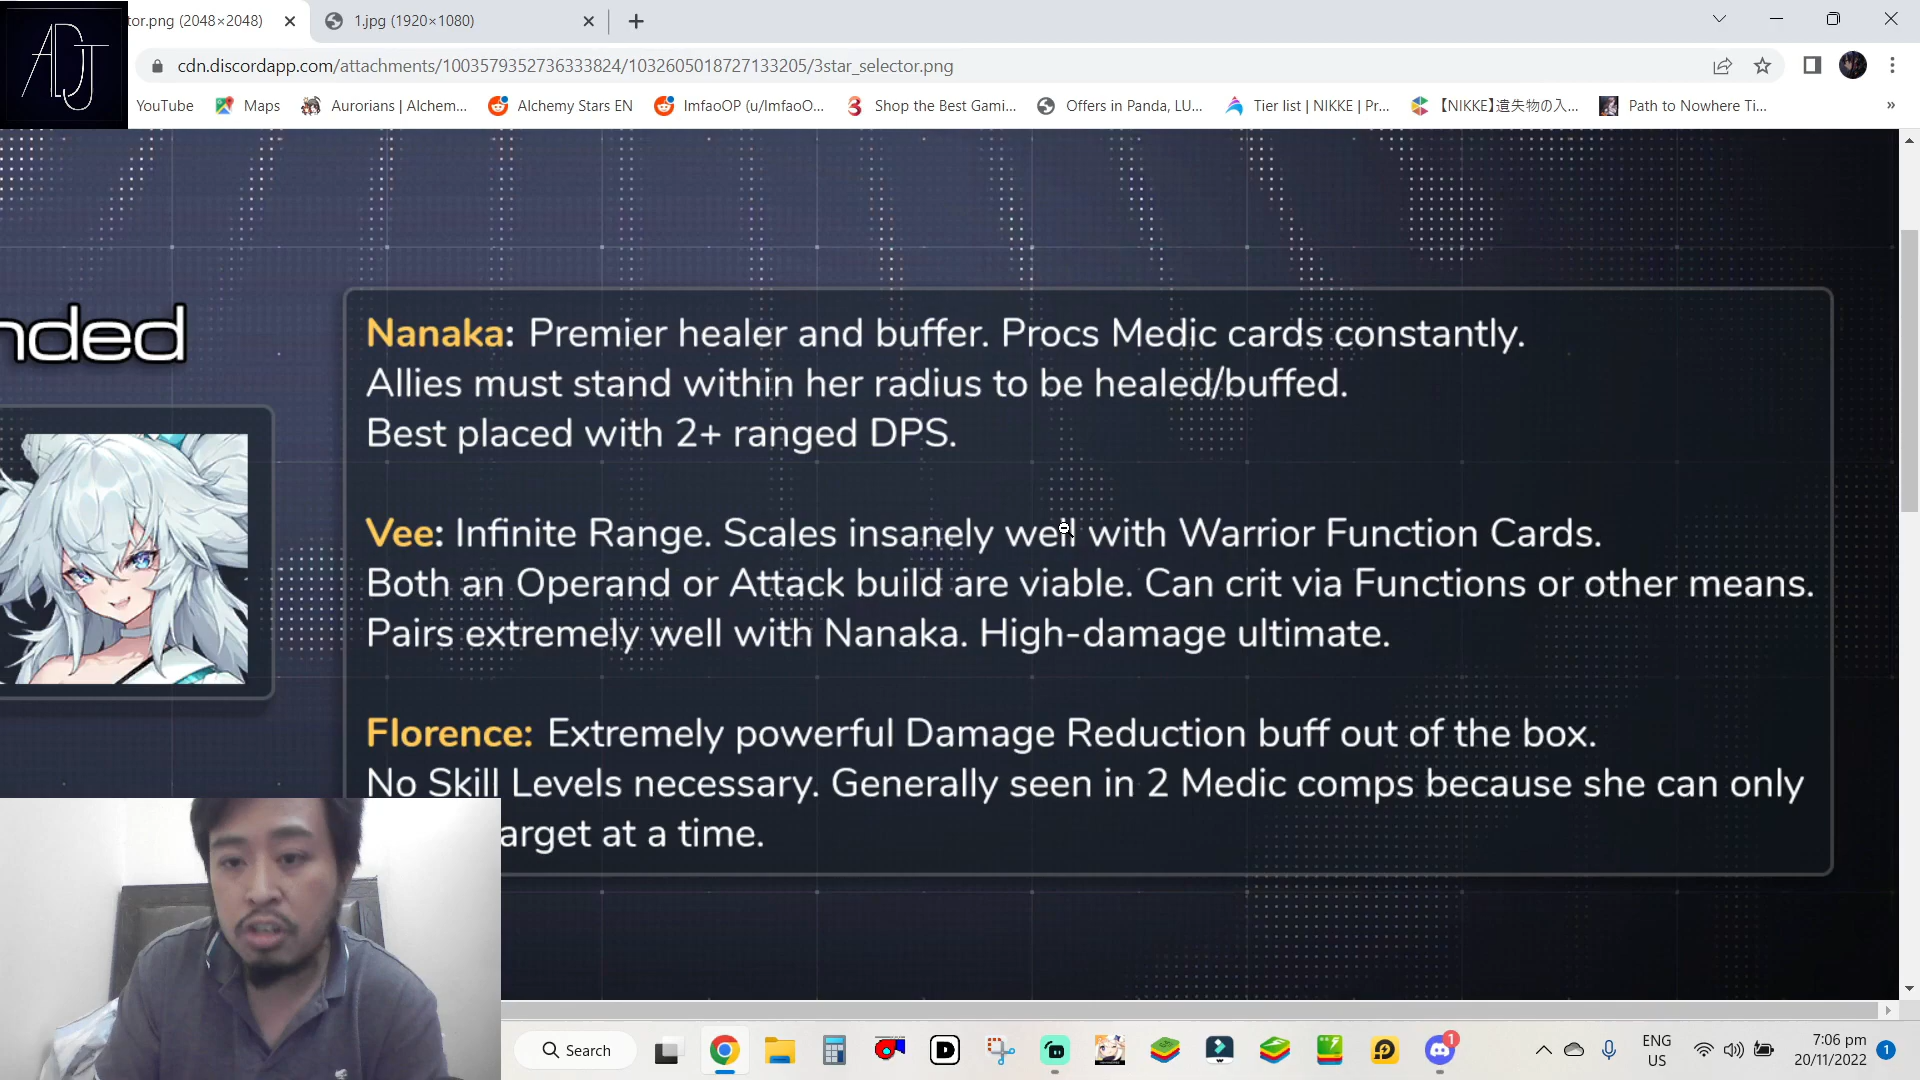 tor.png (2048×2048)
1.jpg (1920×1080)
ADJ
cdn.discordapp.com/attachments/1003579352736333824/1032605018727133205/3star_selector.png
YouTube
Maps
Aurorians | Alchem...
Alchemy Stars EN
lmfaoOP (u/lmfaoO...
Shop the Best Gami...
Offers in Panda, LU...
Tier list | NIKKE | Pr...
【NIKKE】遺失物の入...
Path to Nowhere Ti...
»
nded
Nanaka: Premier healer and buffer. Procs Medic cards constantly.
Allies must stand within her radius to be healed/buffed.
Best placed with 2+ ranged DPS.
Vee: Infinite Range. Scales insanely well with Warrior Function Cards.
Both an Operand or Attack build are viable. Can crit via Functions or other means.
Pairs extremely well with Nanaka. High-damage ultimate.
Florence: Extremely powerful Damage Reduction buff out of the box.
No Skill Levels necessary. Generally seen in 2 Medic comps because she can only
arget at a time.
Search
1
ENG
US
7:06 pm
20/11/2022
1